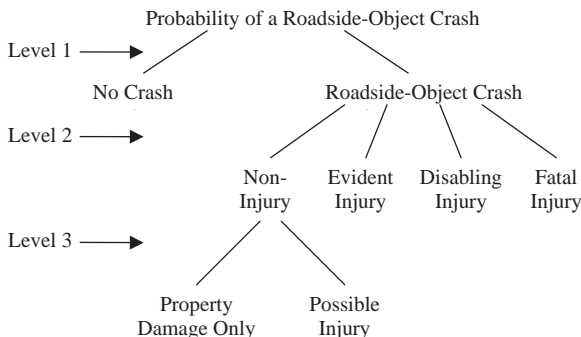 Probability of a Roadside-Object Crash
Level 1
No Crash
Roadside-Object Crash
Level 2
Non-
Injury
Evident
Injury
Disabling
Injury
Fatal
Injury
Level 3
Property
Damage Only
Possible
Injury